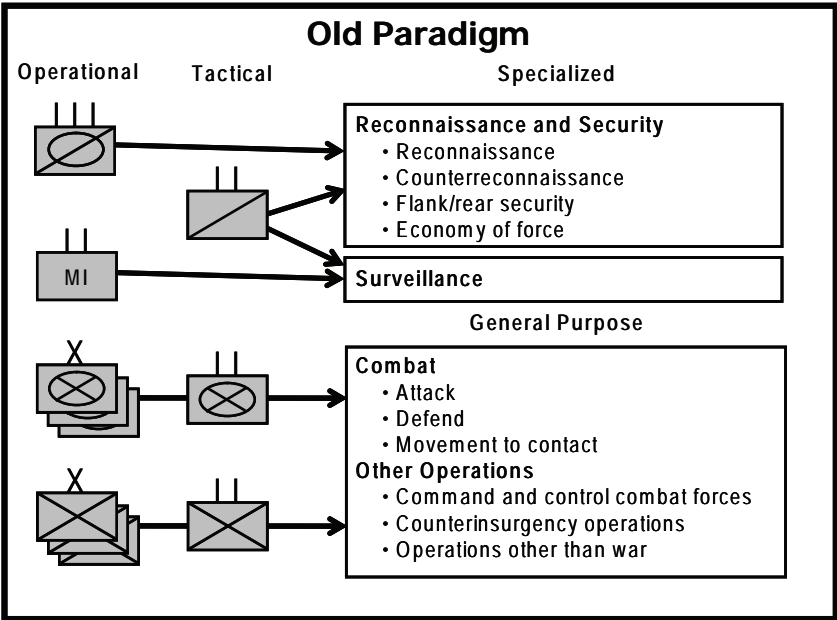 Old Paradigm
Operational Tactical Specialized
Reconnaissance and Security
• Reconnaissance
• Counterreconnaissance
• Flank/rear security
• Economy of force
MI
Surveillance
General Purpose
Combat
• Attack
• Defend
• Movement to contact
Other Operations
• Command and control combat forces
• Counterinsurgency operations
• Operations other than war